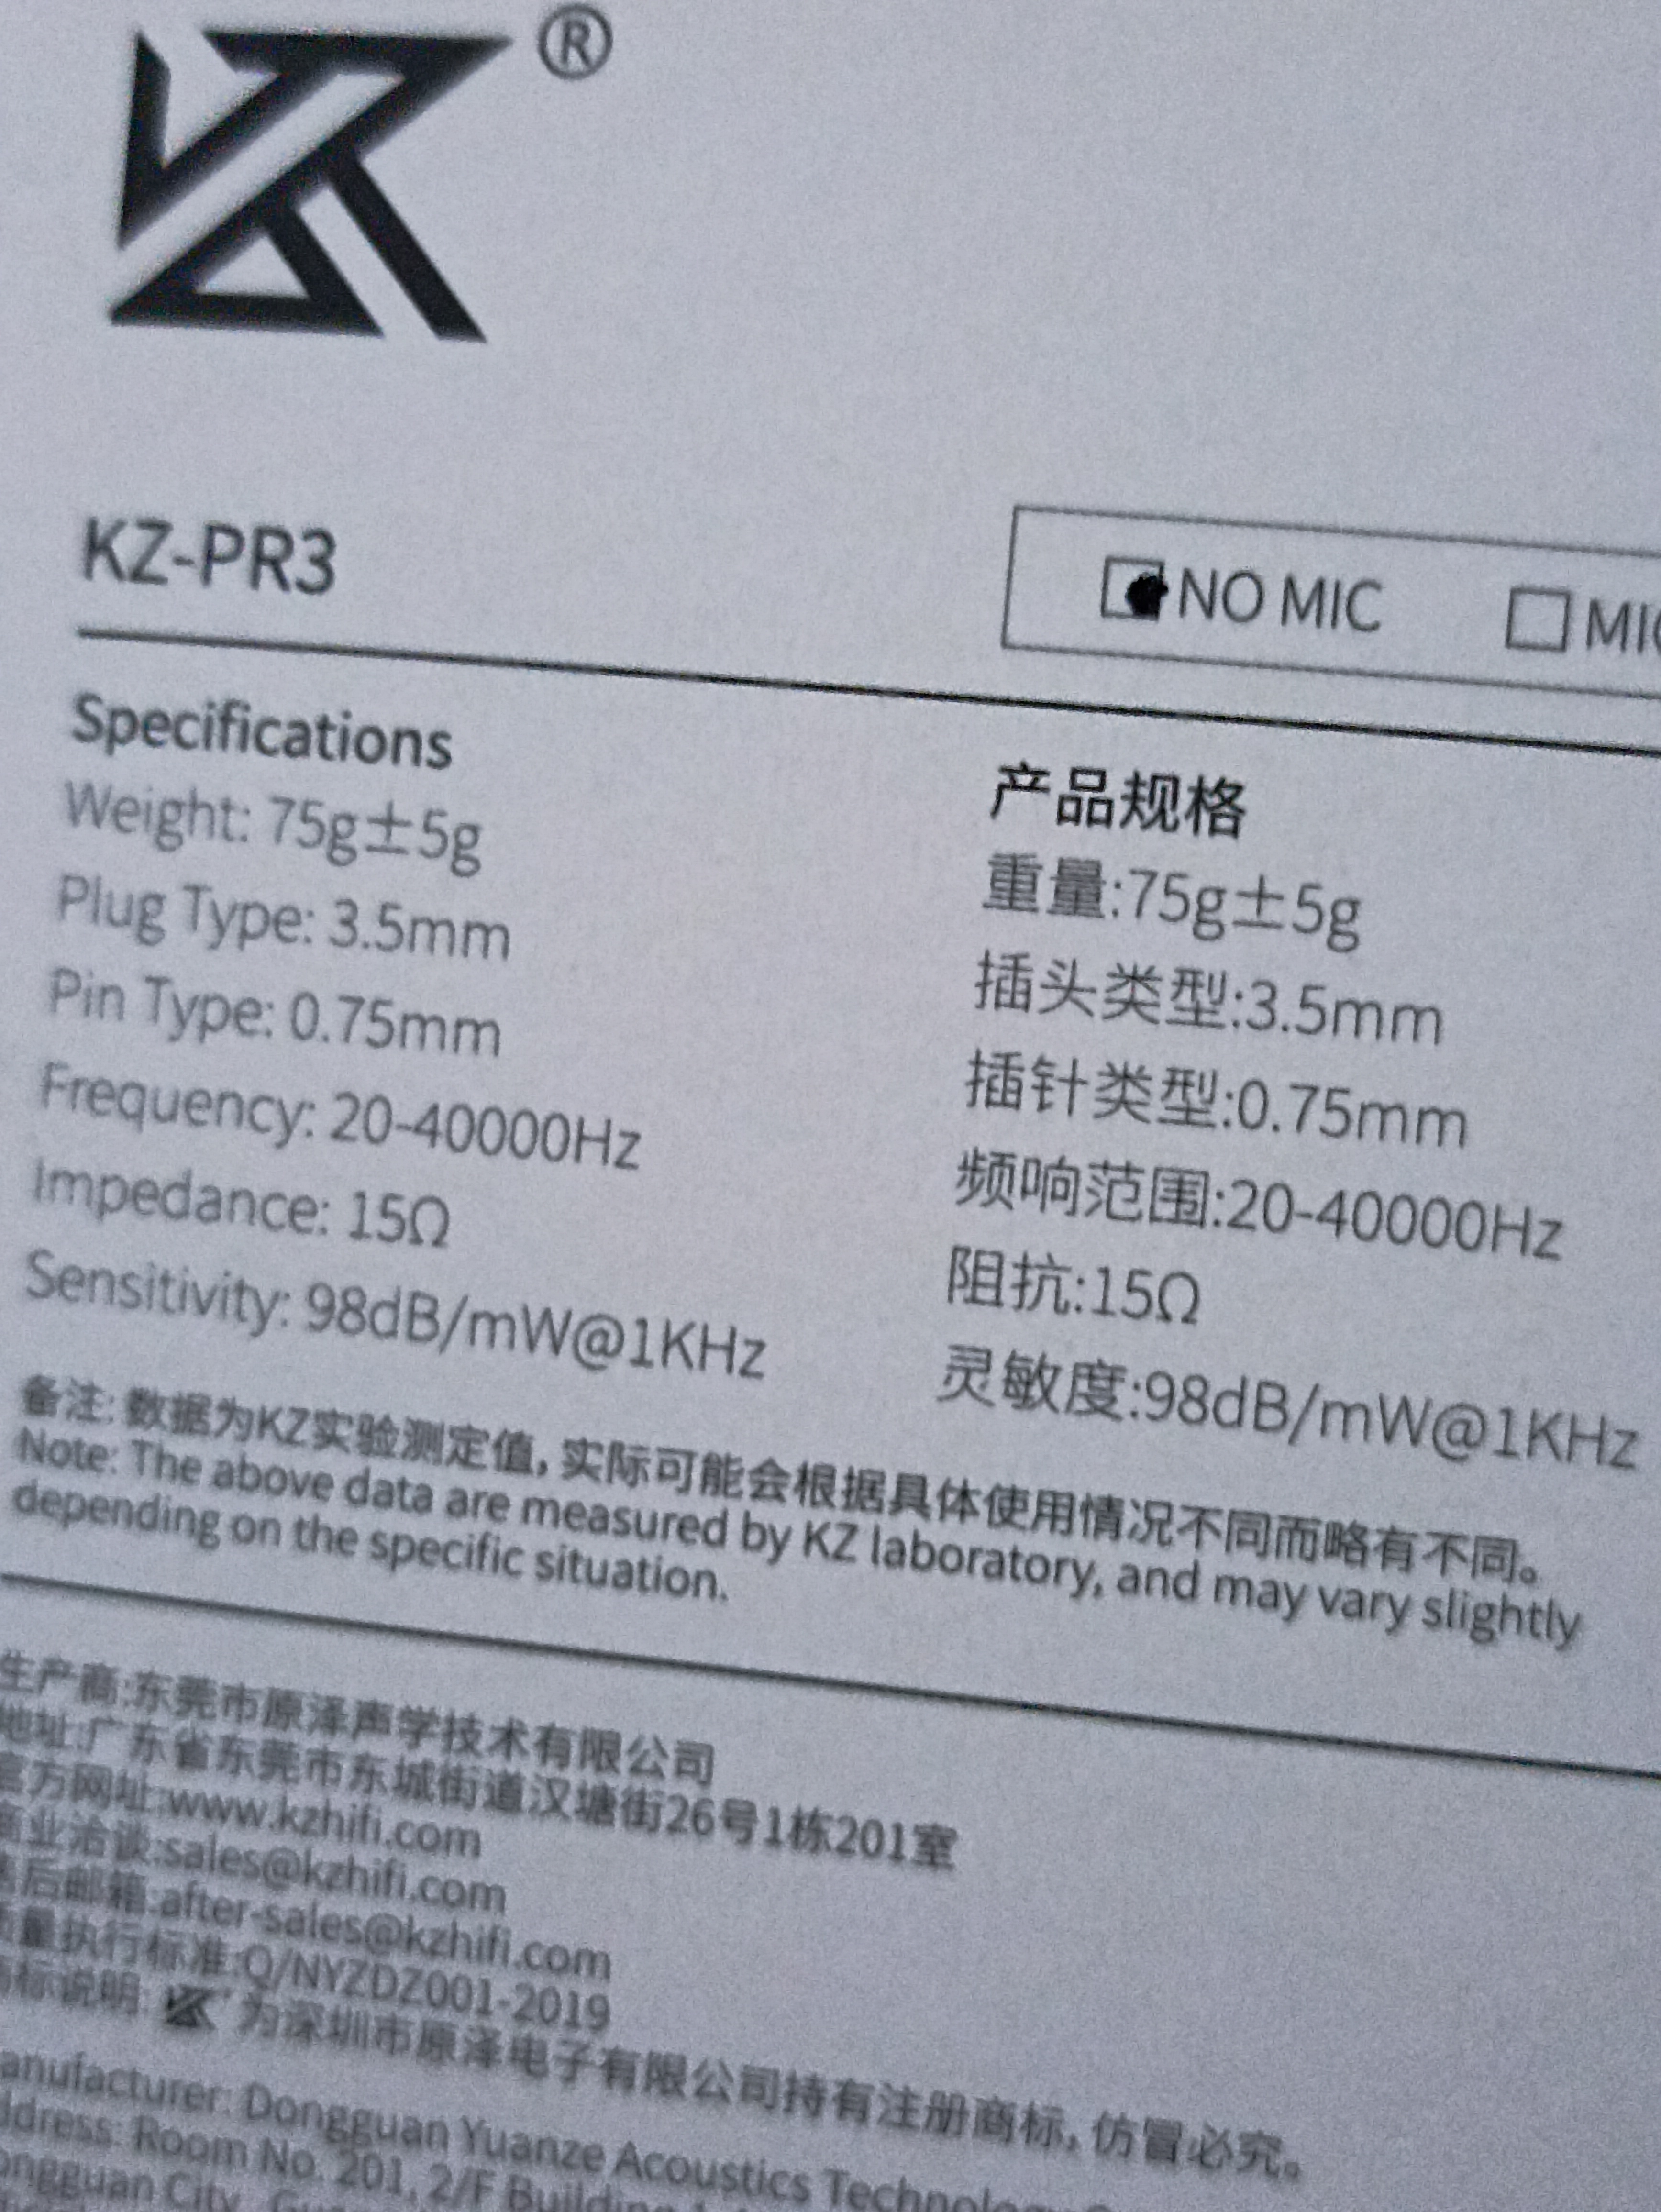 KZ®
KZ-PR3
NO MIC
Specifications
Weight: 75g±5g
Plug Type: 3.5mm
Pin Type: 0.75mm
Frequency: 20-40000Hz
Impedance: 15Ω
Sensitivity: 98dB/mW@1KHz
产品规格
重量:75g±5g
插头类型:3.5mm
插针类型:0.75mm
频响范围:20-40000Hz
阻抗:15Ω
灵敏度:98dB/mW@1KHz
备注: 数据为KZ实验测定值, 实际可能会根据具体使用情况不同而略有不同。
Note: The above data are measured by KZ laboratory, and may vary slightly
depending on the specific situation.
生产商:东莞市原泽声学技术有限公司
地址:广东省东莞市东城街道汉塘街26号1栋201室
官方网址:www.kzhifi.com
商业洽谈:sales@kzhifi.com
售后邮箱:after-sales@kzhifi.com
质量执行标准:Q/NYZDZ001-2019
商标说明: KZ 为深圳市原泽电子有限公司持有注册商标, 仿冒必究。
anufacturer: Dongguan Yuanze Acoustics Technology
ddress: Room No. 201, 2/F Building
ongguan City,